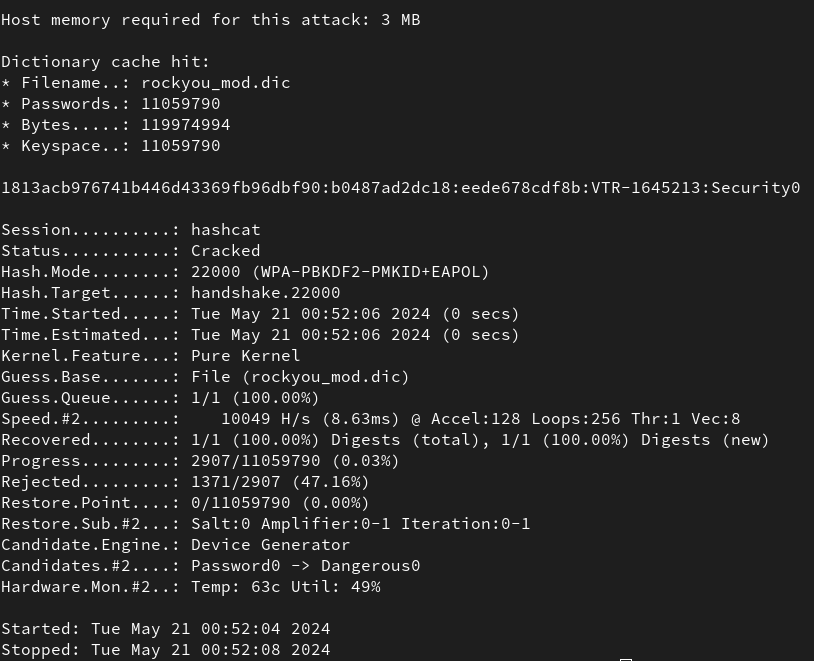 Host memory required for this attack: 3 MB
Dictionary cache hit:
* Filename..: rockyou_mod.dic
* Passwords.: 11059790
* Bytes.....: 119974994
* Keyspace..: 11059790
1813acb976741b446d43369fb96dbf90:b0487ad2dc18:eede678cdf8b:VTR-1645213:Security0
Session..........: hashcat
Status...........: Cracked
Hash.Mode........: 22000 (WPA-PBKDF2-PMKID+EAPOL)
Hash.Target......: handshake.22000
Time.Started.....: Tue May 21 00:52:06 2024 (0 secs)
Time.Estimated...: Tue May 21 00:52:06 2024 (0 secs)
Kernel.Feature...: Pure Kernel
Guess.Base.......: File (rockyou_mod.dic)
Guess.Queue......: 1/1 (100.00%)
Speed.#2.........:    10049 H/s (8.63ms) @ Accel:128 Loops:256 Thr:1 Vec:8
Recovered........: 1/1 (100.00%) Digests (total), 1/1 (100.00%) Digests (new)
Progress.........: 2907/11059790 (0.03%)
Rejected.........: 1371/2907 (47.16%)
Restore.Point....: 0/11059790 (0.00%)
Restore.Sub.#2...: Salt:0 Amplifier:0-1 Iteration:0-1
Candidate.Engine.: Device Generator
Candidates.#2....: Password0 -> Dangerous0
Hardware.Mon.#2..: Temp: 63c Util: 49%
Started: Tue May 21 00:52:04 2024
Stopped: Tue May 21 00:52:08 2024